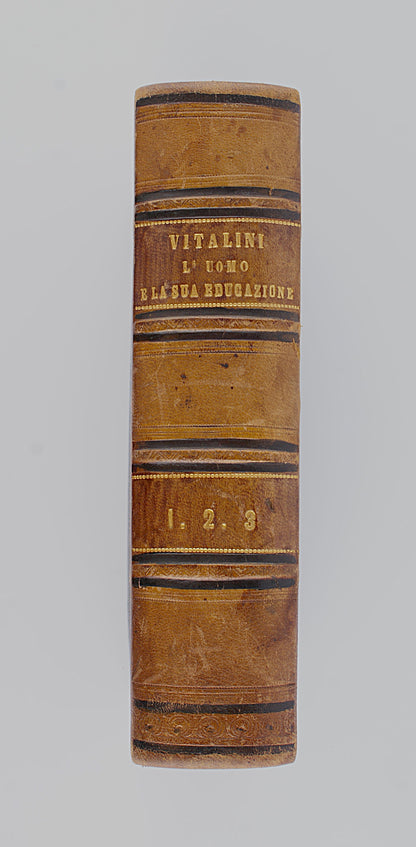 VITALINI
L' UOMO
E LA SUA EDUCAZIONE
1. 2. 3